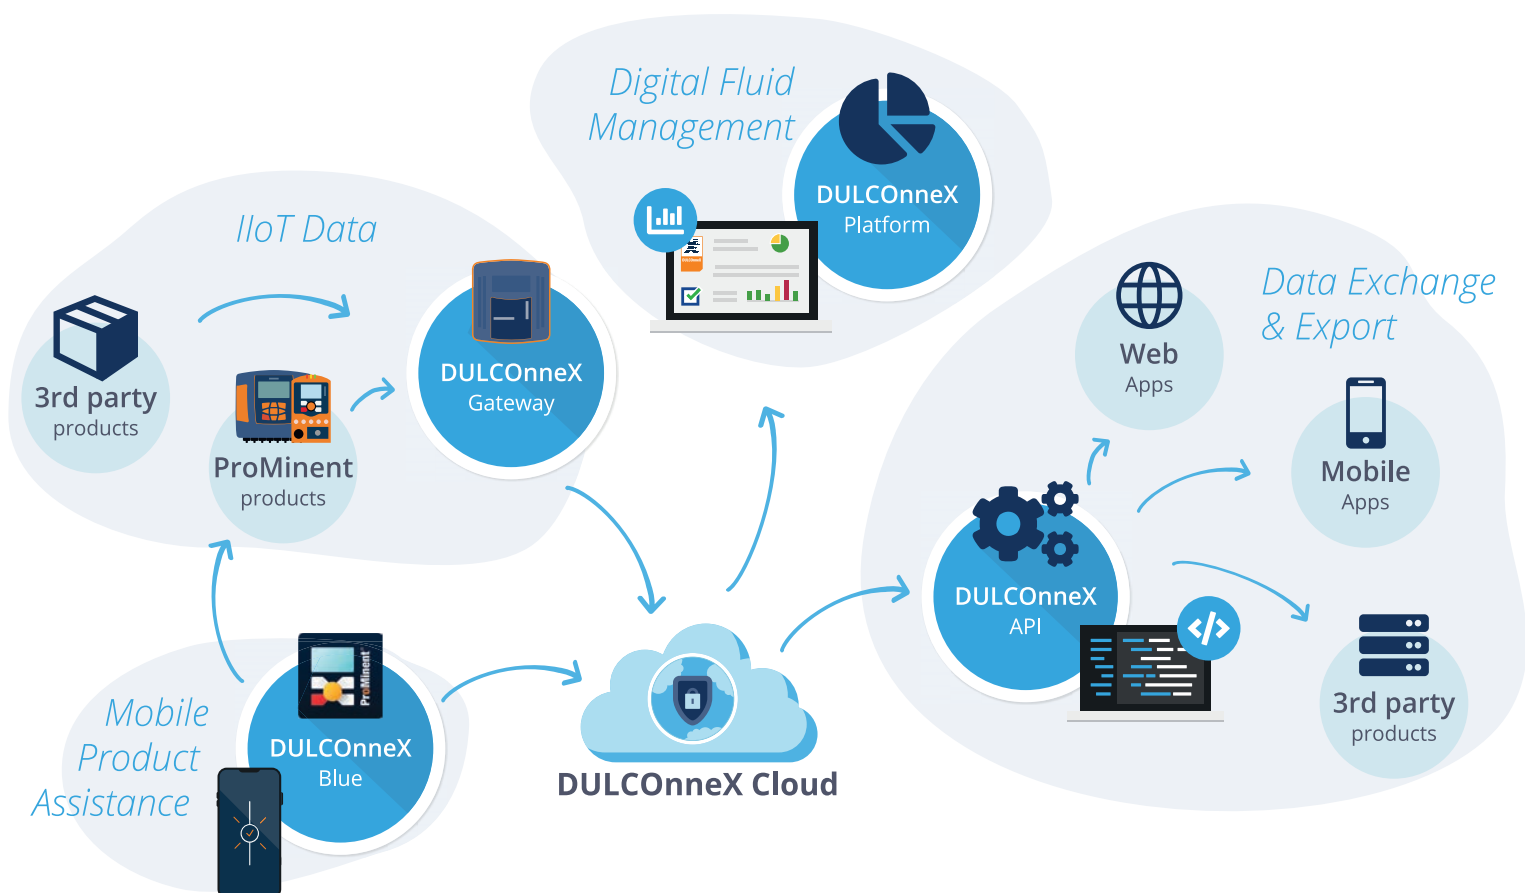 Digital Fluid
Management
DULCOnneX
Platform
IIoT Data
3rd party
products
ProMinent
products
DULCOnneX
Gateway
Mobile
Product
Assistance
ProMinent
DULCOnneX
Blue
DULCOnneX Cloud
DULCOnneX
API
</>
Data Exchange
& Export
Web
Apps
Mobile
Apps
3rd party
products